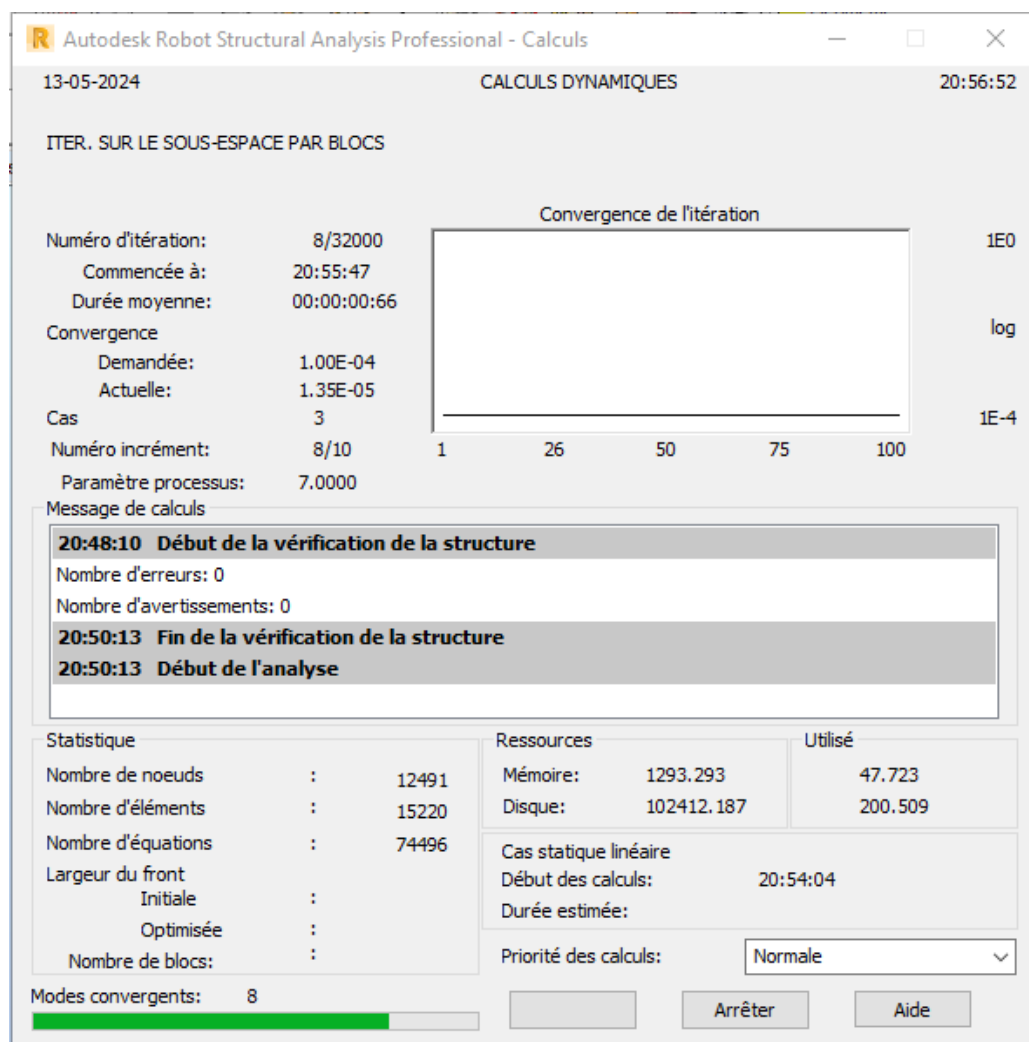 Autodesk Robot Structural Analysis Professional - Calculs
13-05-2024 CALCULS DYNAMIQUES 20:56:52
ITER. SUR LE SOUS-ESPACE PAR BLOCS
Convergence de l'itération
Numéro d'itération: 8/32000 1E0
Commencée à: 20:55:47
Durée moyenne: 00:00:00:66
Convergence log
Demandée: 1.00E-04
Actuelle: 1.35E-05
Cas 3 1E-4
Numéro incrément: 8/10 1 26 50 75 100
Paramètre processus: 7.0000
Message de calculs
20:48:10 Début de la vérification de la structure
Nombre d'erreurs: 0
Nombre d'avertissements: 0
20:50:13 Fin de la vérification de la structure
20:50:13 Début de l'analyse
Statistique
Nombre de noeuds : 12491
Nombre d'éléments : 15220
Nombre d'équations : 74496
Largeur du front
Initiale :
Optimisée :
Nombre de blocs: :
Ressources Utilisé
Mémoire: 1293.293 47.723
Disque: 102412.187 200.509
Cas statique linéaire
Début des calculs: 20:54:04
Durée estimée:
Priorité des calculs: Normale
Modes convergents: 8
Arrêter Aide